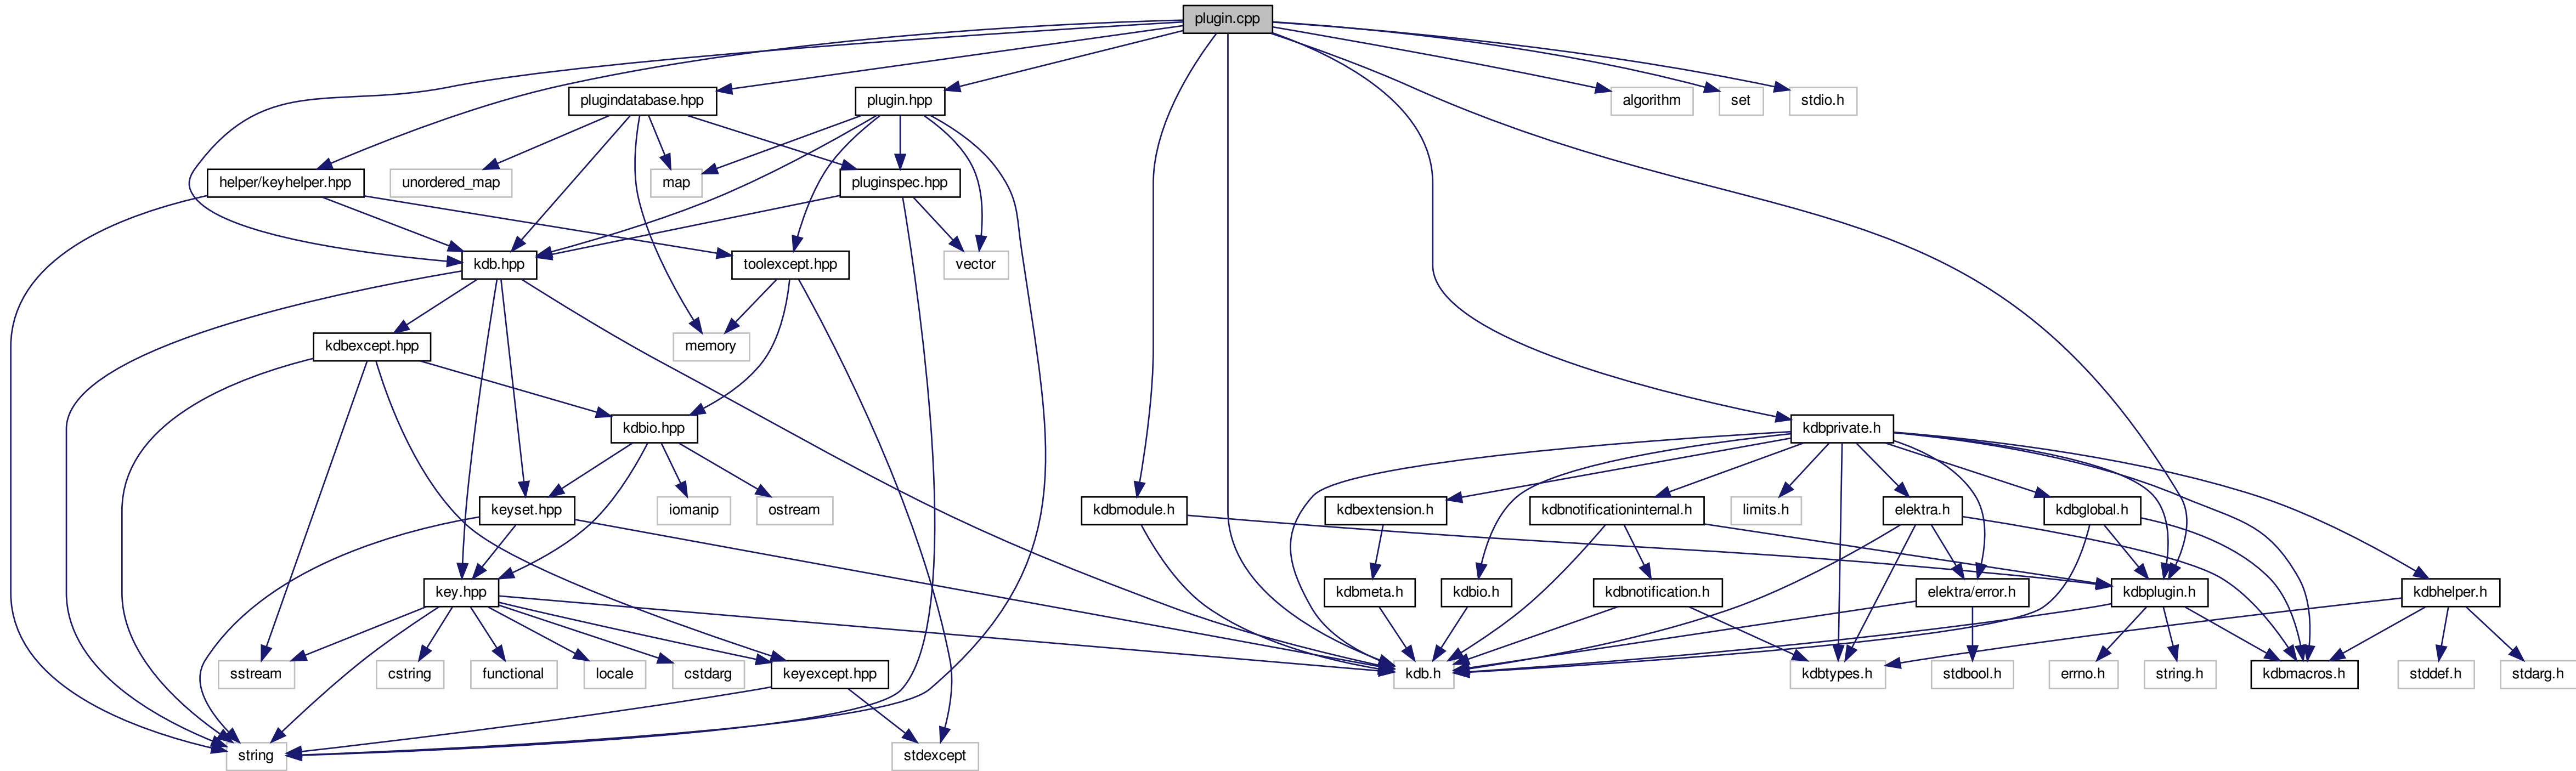 plugin.cpp
plugindatabase.hpp
plugin.hpp
algorithm
set
stdio.h
helper/keyhelper.hpp
unordered_map
map
pluginspec.hpp
kdb.hpp
toolexcept.hpp
vector
kdbexcept.hpp
memory
kdbio.hpp
kdbprivate.h
keyset.hpp
iomanip
ostream
kdbmodule.h
kdbextension.h
kdbnotificationinternal.h
limits.h
elektra.h
kdbglobal.h
key.hpp
kdbmeta.h
kdbio.h
kdbnotification.h
elektra/error.h
kdbplugin.h
kdbhelper.h
sstream
cstring
functional
locale
cstdarg
keyexcept.hpp
kdb.h
kdbtypes.h
stdbool.h
errno.h
string.h
kdbmacros.h
stddef.h
stdarg.h
string
stdexcept